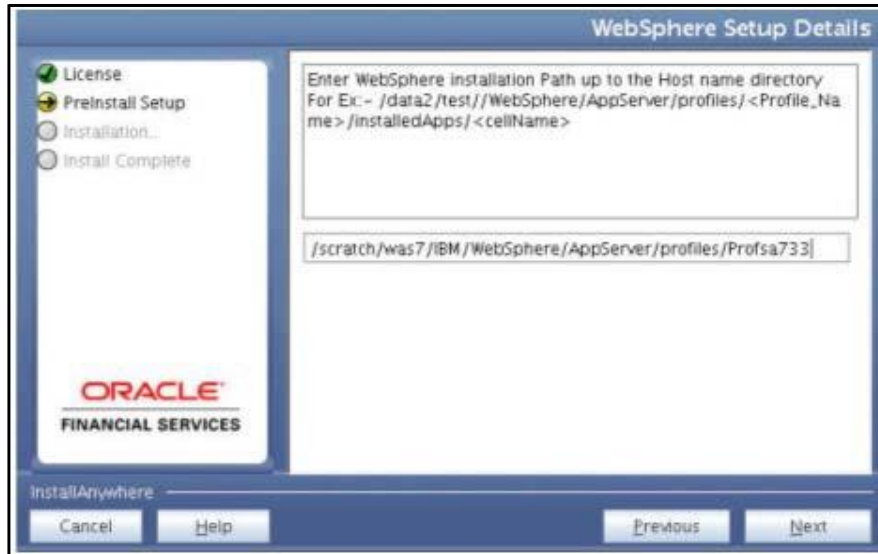 WebSphere Setup Details
License
PreInstall Setup
Installation...
Install Complete
Enter WebSphere installation Path up to the Host name directory
For Ex:- /data2/test//WebSphere/AppServer/profiles/<Profile_Na
me>/installedApps/<cellName>
/scratch/was7/IBM/WebSphere/AppServer/profiles/Profsa733
ORACLE
FINANCIAL SERVICES
InstallAnywhere
Cancel Help Previous Next